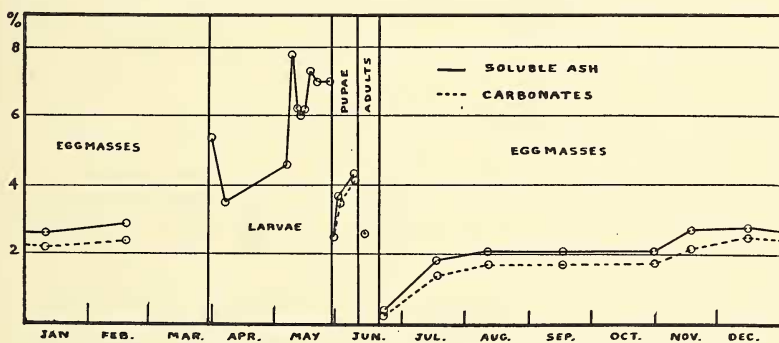 %
8
6
4
2
PUPAE
ADULTS
SOLUBLE ASH
CARBONATES
EGGMASSES
EGGMASSES
LARVAE
JAN FEB. MAR. APR. MAY JUN. JUL. AUG. SEP. OCT. NOV. DEC.